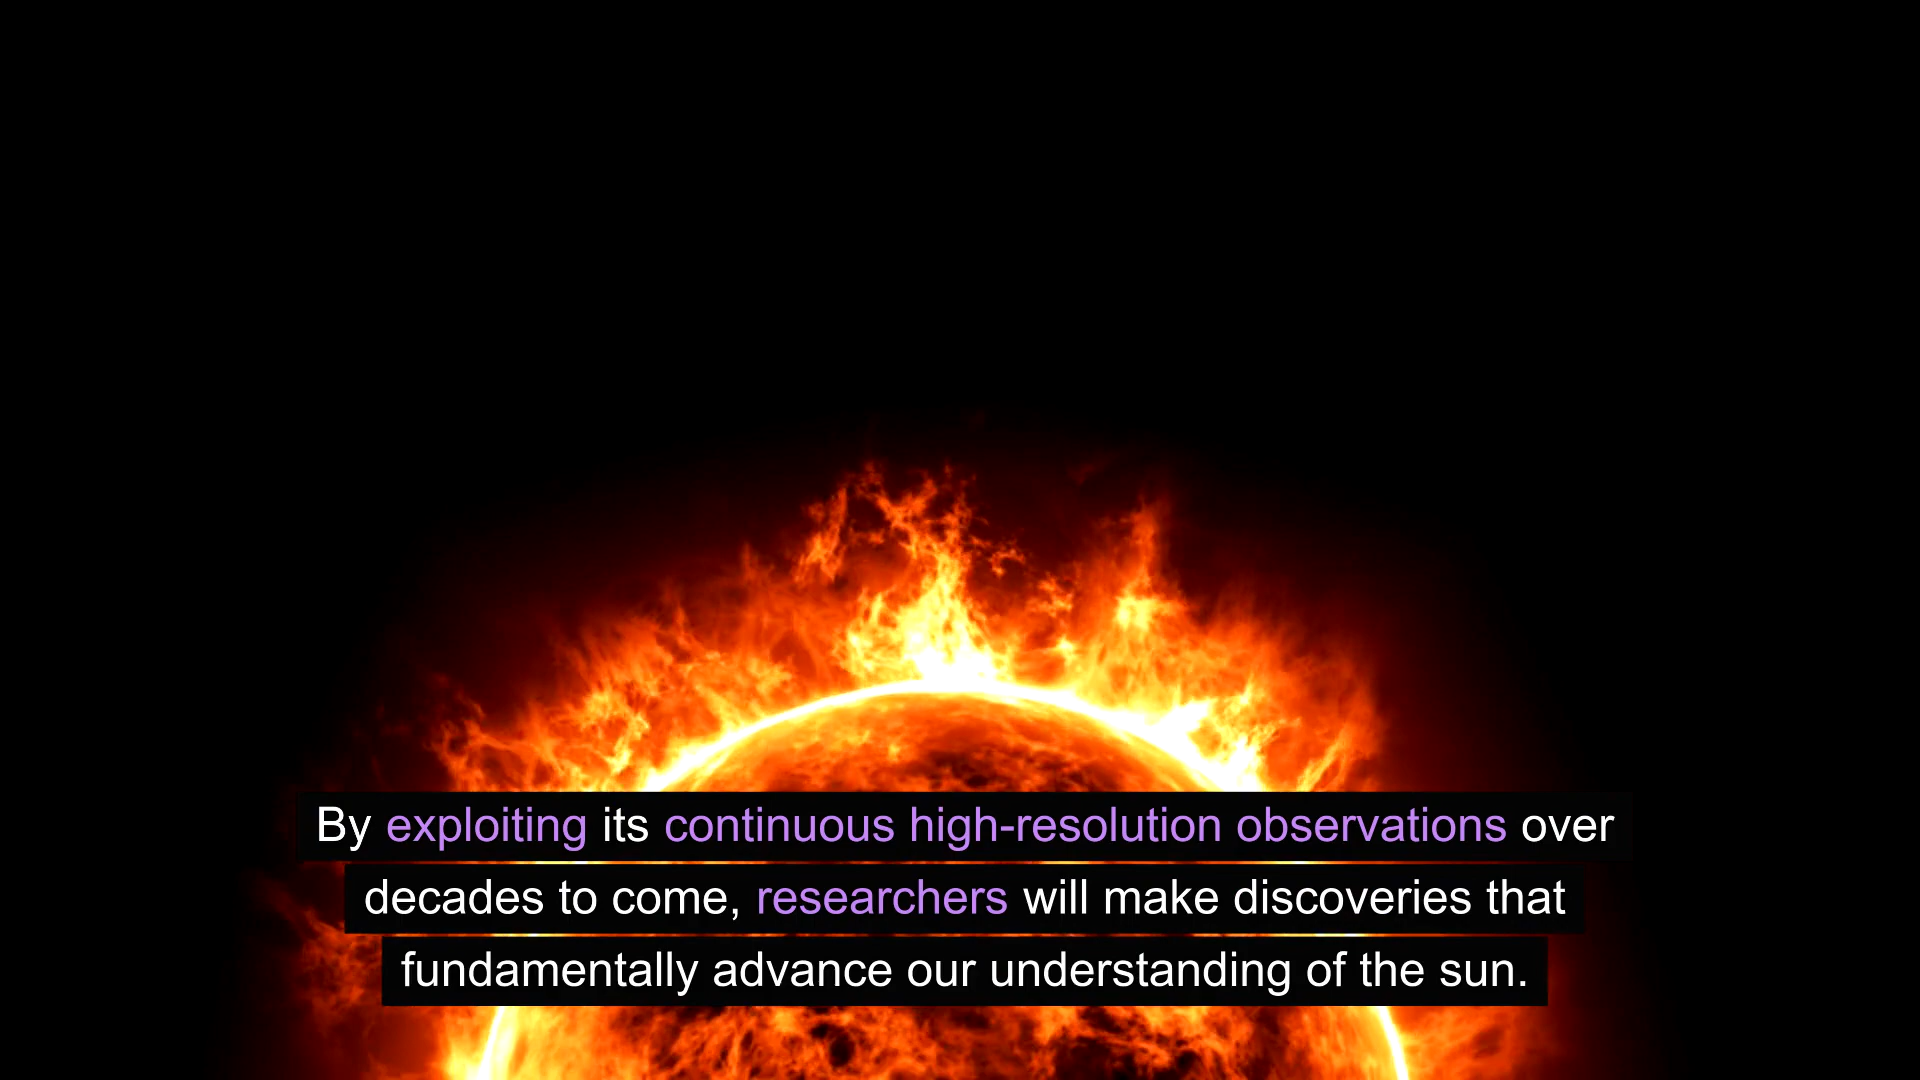 By exploiting its continuous high-resolution observations over
decades to come, researchers will make discoveries that
fundamentally advance our understanding of the sun.